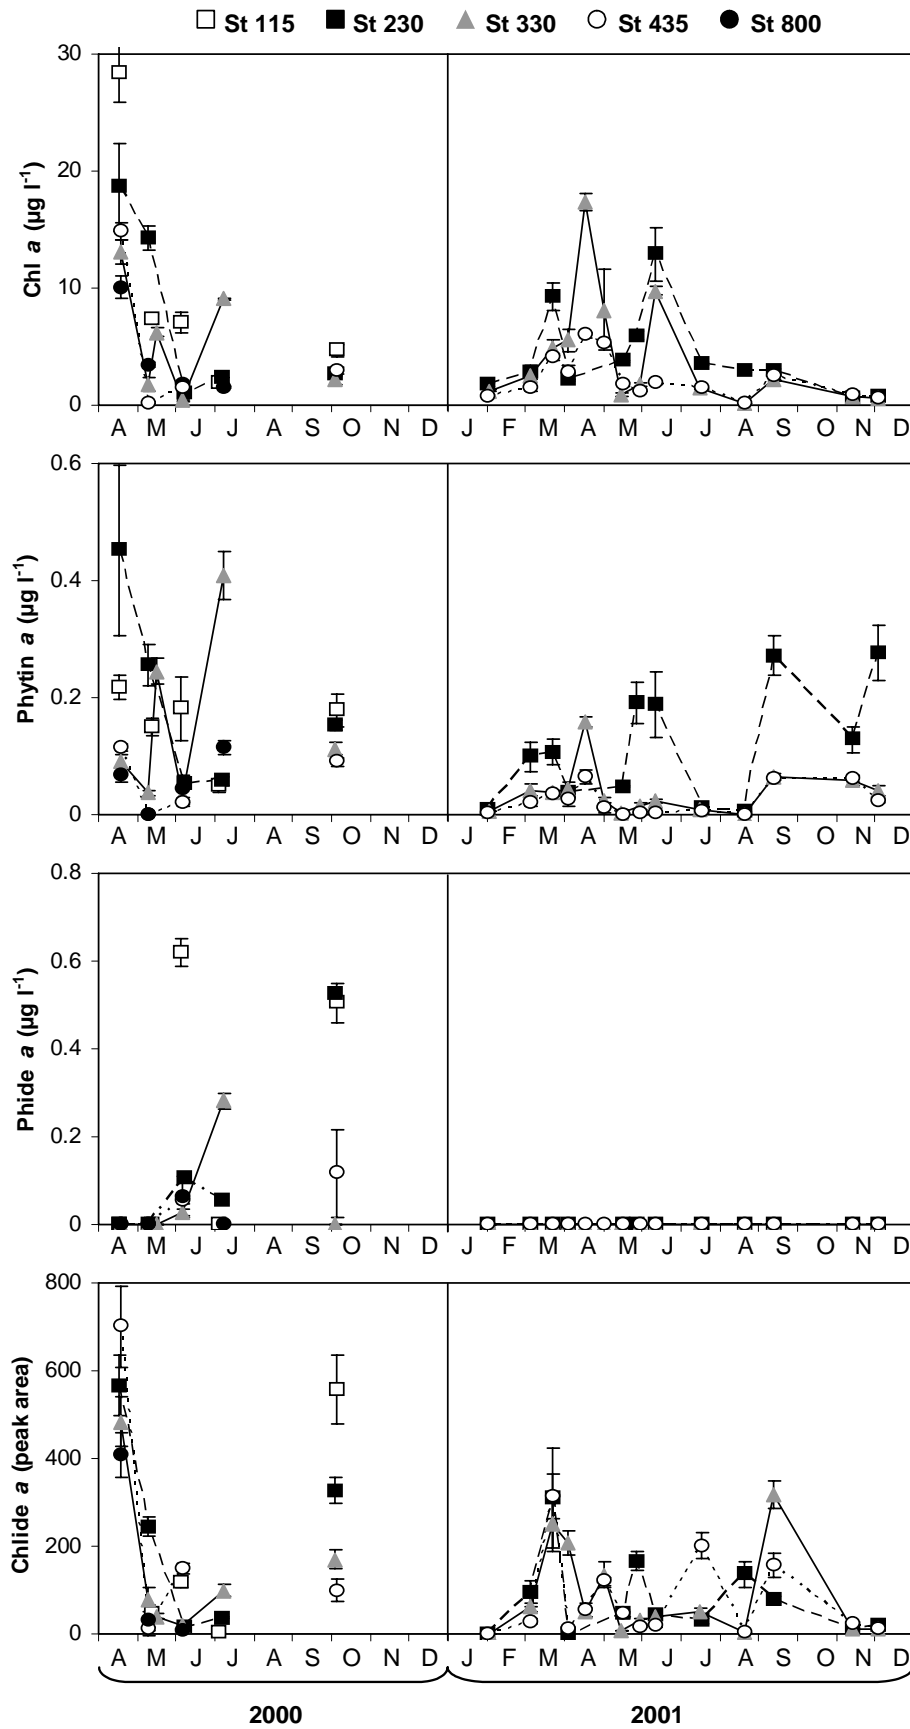 St 115 St 230 St 330 St 435 St 800
30
20
10
0
Chl a (µg l⁻¹)
A M J J A S O N D J F M A M J J A S O N D
0.6
0.4
0.2
0
Phytin a (µg l⁻¹)
A M J J A S O N D J F M A M J J A S O N D
0.8
0.6
0.4
0.2
0
Phide a (µg l⁻¹)
A M J J A S O N D J F M A M J J A S O N D
800
600
400
200
0
Chlide a (peak area)
A M J J A S O N D J F M A M J J A S O N D
2000 2001